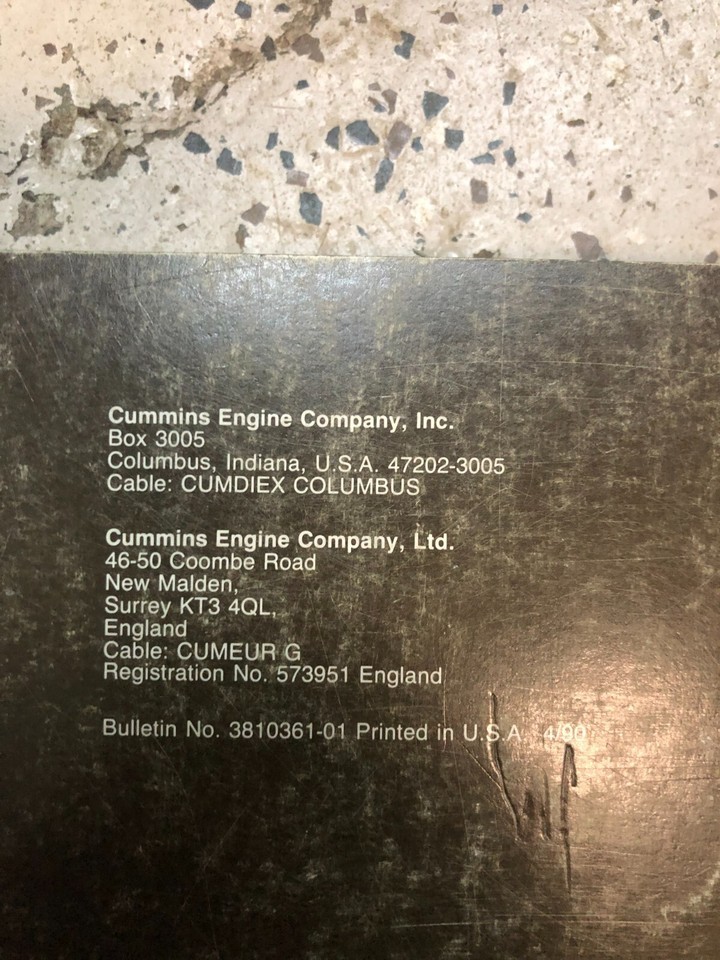 Cummins Engine Company, Inc.
Box 3005
Columbus, Indiana, U.S.A. 47202-3005
Cable: CUMDIEX COLUMBUS
Cummins Engine Company, Ltd.
46-50 Coombe Road
New Malden,
Surrey KT3 4QL,
England
Cable: CUMEUR G
Registration No. 573951 England
Bulletin No. 3810361-01 Printed in U.S.A 4/90